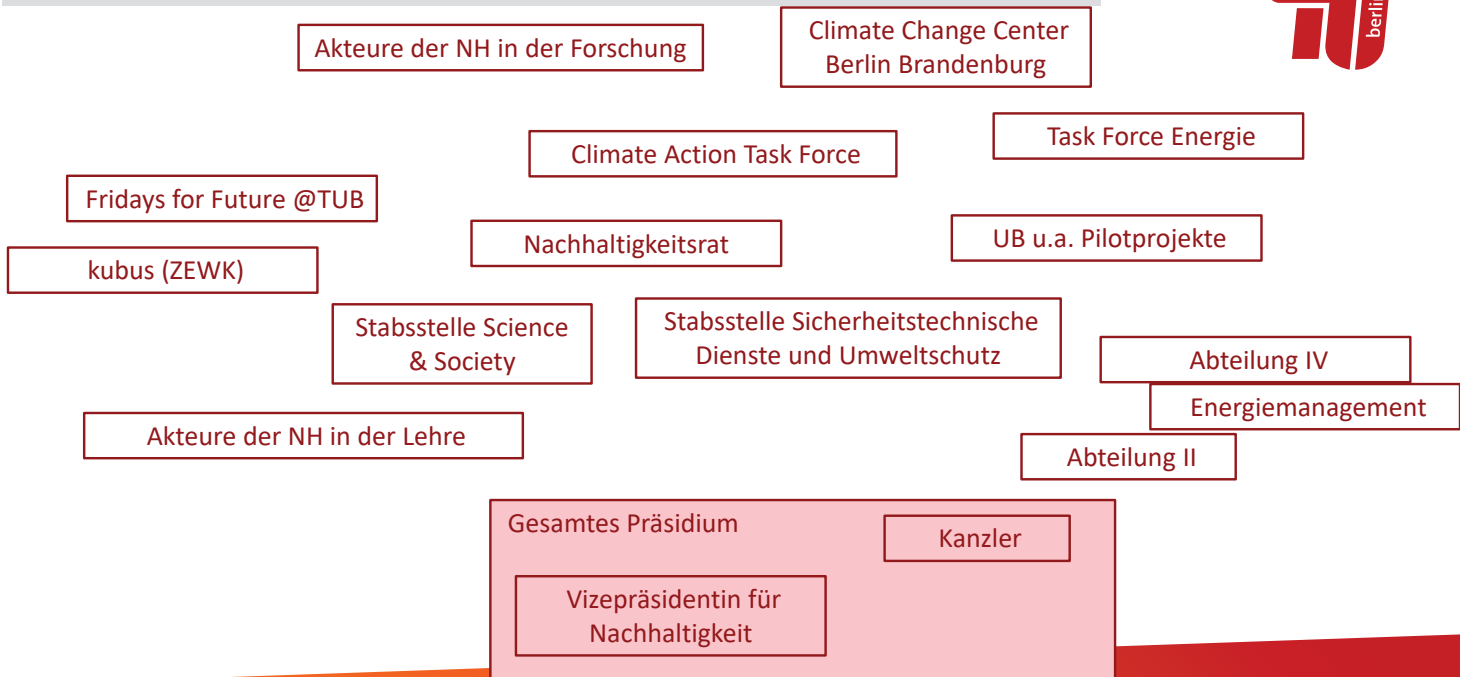 berlin
Akteure der NH in der Forschung
Climate Change Center
Berlin Brandenburg
Task Force Energie
Climate Action Task Force
Fridays for Future @TUB
Nachhaltigkeitsrat
UB u.a. Pilotprojekte
kubus (ZEWK)
Stabsstelle Science
& Society
Stabsstelle Sicherheitstechnische
Dienste und Umweltschutz
Abteilung IV
Energiemanagement
Akteure der NH in der Lehre
Abteilung II
Gesamtes Präsidium
Kanzler
Vizepräsidentin für
Nachhaltigkeit